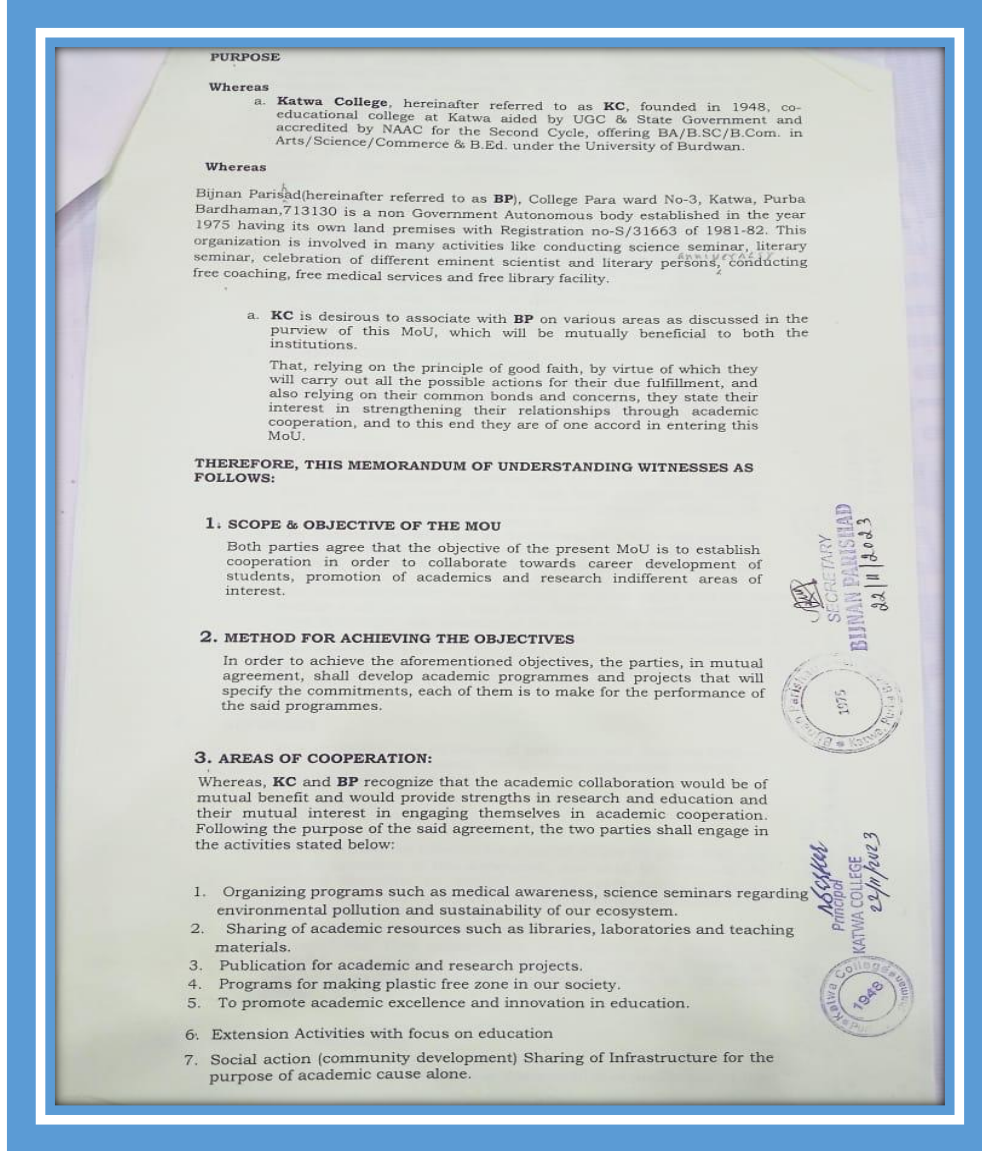 PURPOSE
Whereas
a. Katwa College, hereinafter referred to as KC, founded in 1948, co-
educational college at Katwa aided by UGC & State Government and
accredited by NAAC for the Second Cycle, offering BA/B.SC/B.Com. in
Arts/Science/Commerce & B.Ed. under the University of Burdwan.
Whereas
h
Bijnan Parisad(hereinafter referred to as BP), College Para ward No-3, Katwa, Purba
Bardhaman,713130 is a non Government Autonomous body established in the year
1975 having its own land premises with Registration no-S/31663 of 1981-82. This
organization is involved in many activities like conducting science seminar, literary
anniversary
seminar, celebration of different eminent scientist and literary persons, conducting
free coaching, free medical services and free library facility.
a. KC is desirous to associate with BP on various areas as discussed in the
purview of this MoU, which will be mutually beneficial to both the
institutions.
That, relying on the principle of good faith, by virtue of which they
will carry out all the possible actions for their due fulfillment, and
also relying on their common bonds and concerns, they state their
interest in strengthening their relationships through academic
cooperation, and to this end they are of one accord in entering this
MoU.
THEREFORE, THIS MEMORANDUM OF UNDERSTANDING WITNESSES AS
FOLLOWS:
1. SCOPE & OBJECTIVE OF THE MOU
Both parties agree that the objective of the present MoU is to establish
cooperation in order to collaborate towards career development of
students, promotion of academics and research indifferent areas of
interest.
2. METHOD FOR ACHIEVING THE OBJECTIVES
In order to achieve the aforementioned objectives, the parties, in mutual
agreement, shall develop academic programmes and projects that will
specify the commitments, each of them is to make for the performance of
the said programmes.
3. AREAS OF COOPERATION:
Whereas, KC and BP recognize that the academic collaboration would be of
mutual benefit and would provide strengths in research and education and
their mutual interest in engaging themselves in academic cooperation.
Following the purpose of the said agreement, the two parties shall engage in
the activities stated below:
1. Organizing programs such as medical awareness, science seminars regarding
environmental pollution and sustainability of our ecosystem.
2. Sharing of academic resources such as libraries, laboratories and teaching
materials.
3. Publication for academic and research projects.
4. Programs for making plastic free zone in our society.
5. To promote academic excellence and innovation in education.
6. Extension Activities with focus on education
7. Social action (community development) Sharing of Infrastructure for the
purpose of academic cause alone.
SECRETARY
BIJNAN PARISHAD
22/11/2023
Bijnan Parish
Katwa, Pu
1975
Principal
KATWA COLLEGE
22/11/2023
Katwa College
1948